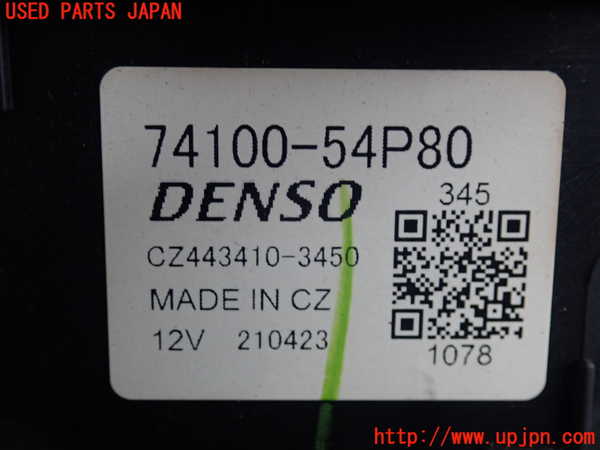 USED PARTS JAPAN
74100-54P80
DENSO
345
CZ443410-3450
MADE IN CZ
12V 210423
1078
http://www.upjpn.com/